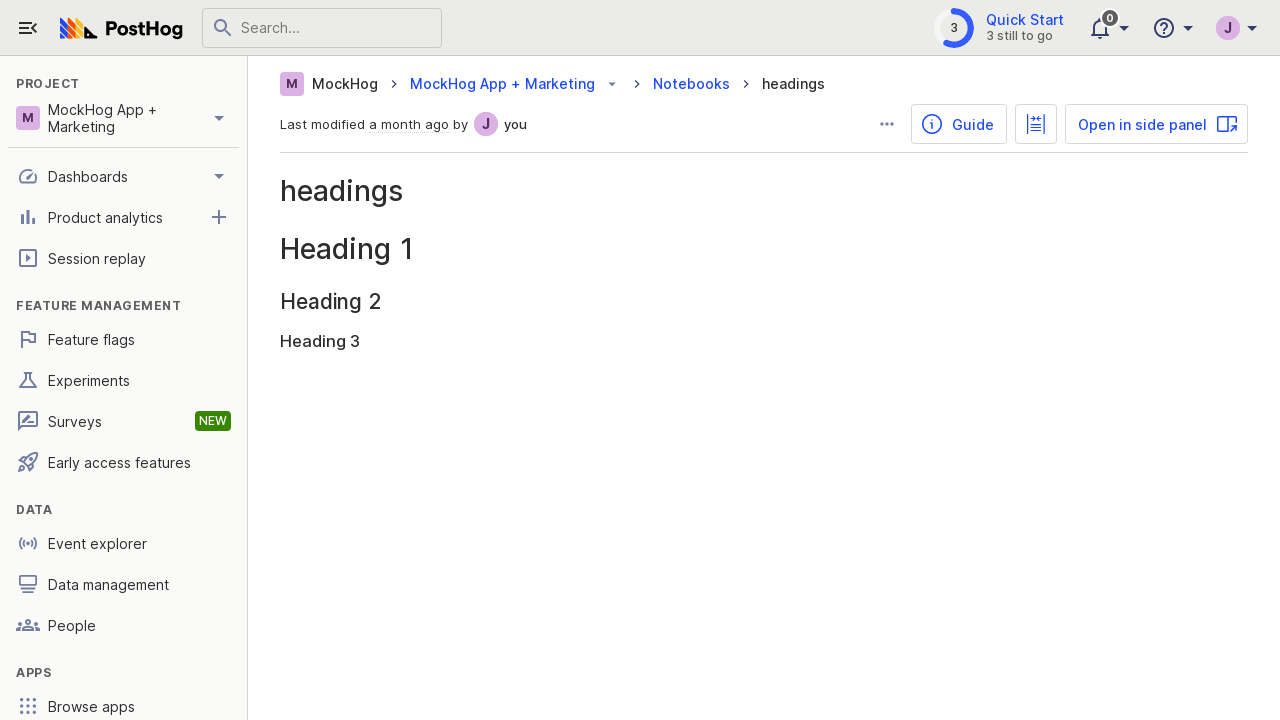 PostHog
Search...
3
Quick Start
3 still to go
0
J
PROJECT
M
MockHog App +
Marketing
Dashboards
Product analytics
Session replay
FEATURE MANAGEMENT
Feature flags
Experiments
Surveys
NEW
Early access features
DATA
Event explorer
Data management
People
APPS
Browse apps
M MockHog > MockHog App + Marketing > Notebooks > headings
Last modified a month ago by J you
Guide
Open in side panel
headings
Heading 1
Heading 2
Heading 3